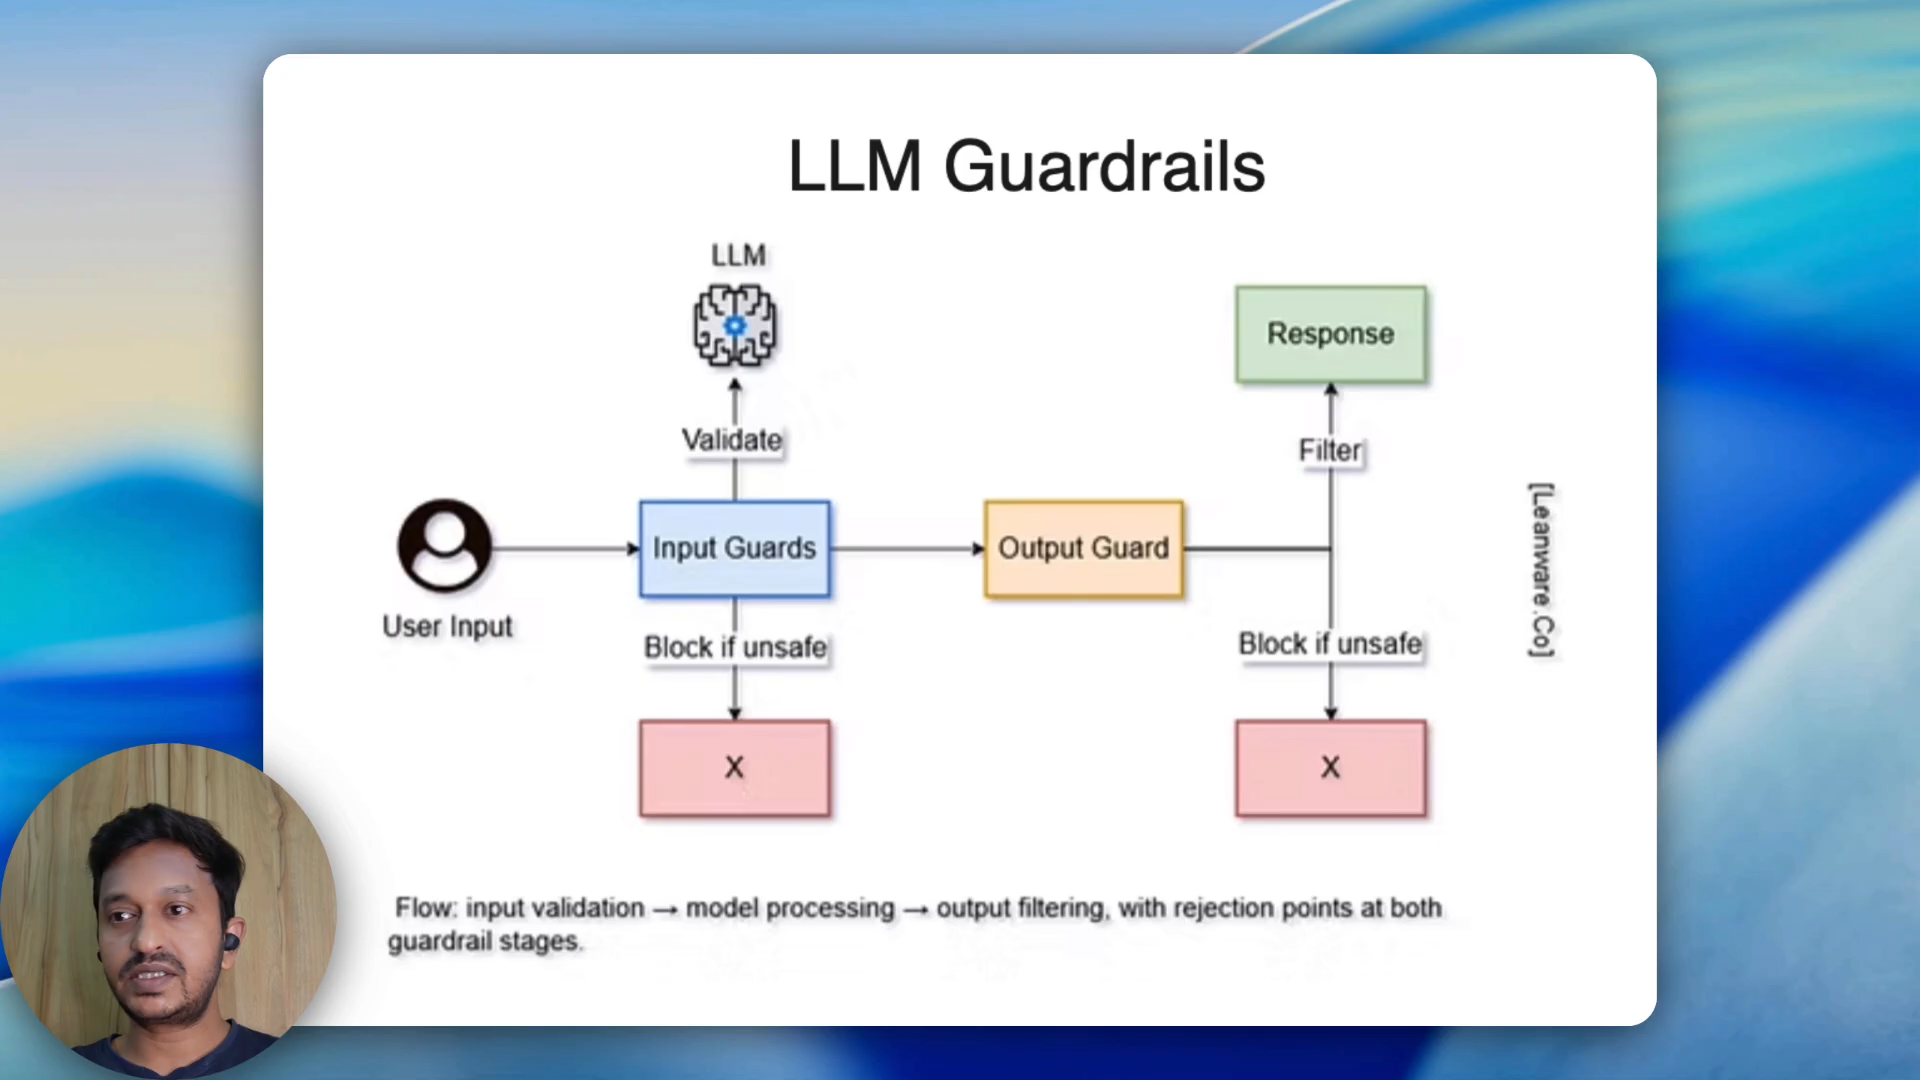 LLM Guardrails
LLM
Response
Validate
Filter
Input Guards
Output Guard
User Input
Block if unsafe
Block if unsafe
X
X
[Leanware.Co]
Flow: input validation → model processing → output filtering, with rejection points at both
guardrail stages.